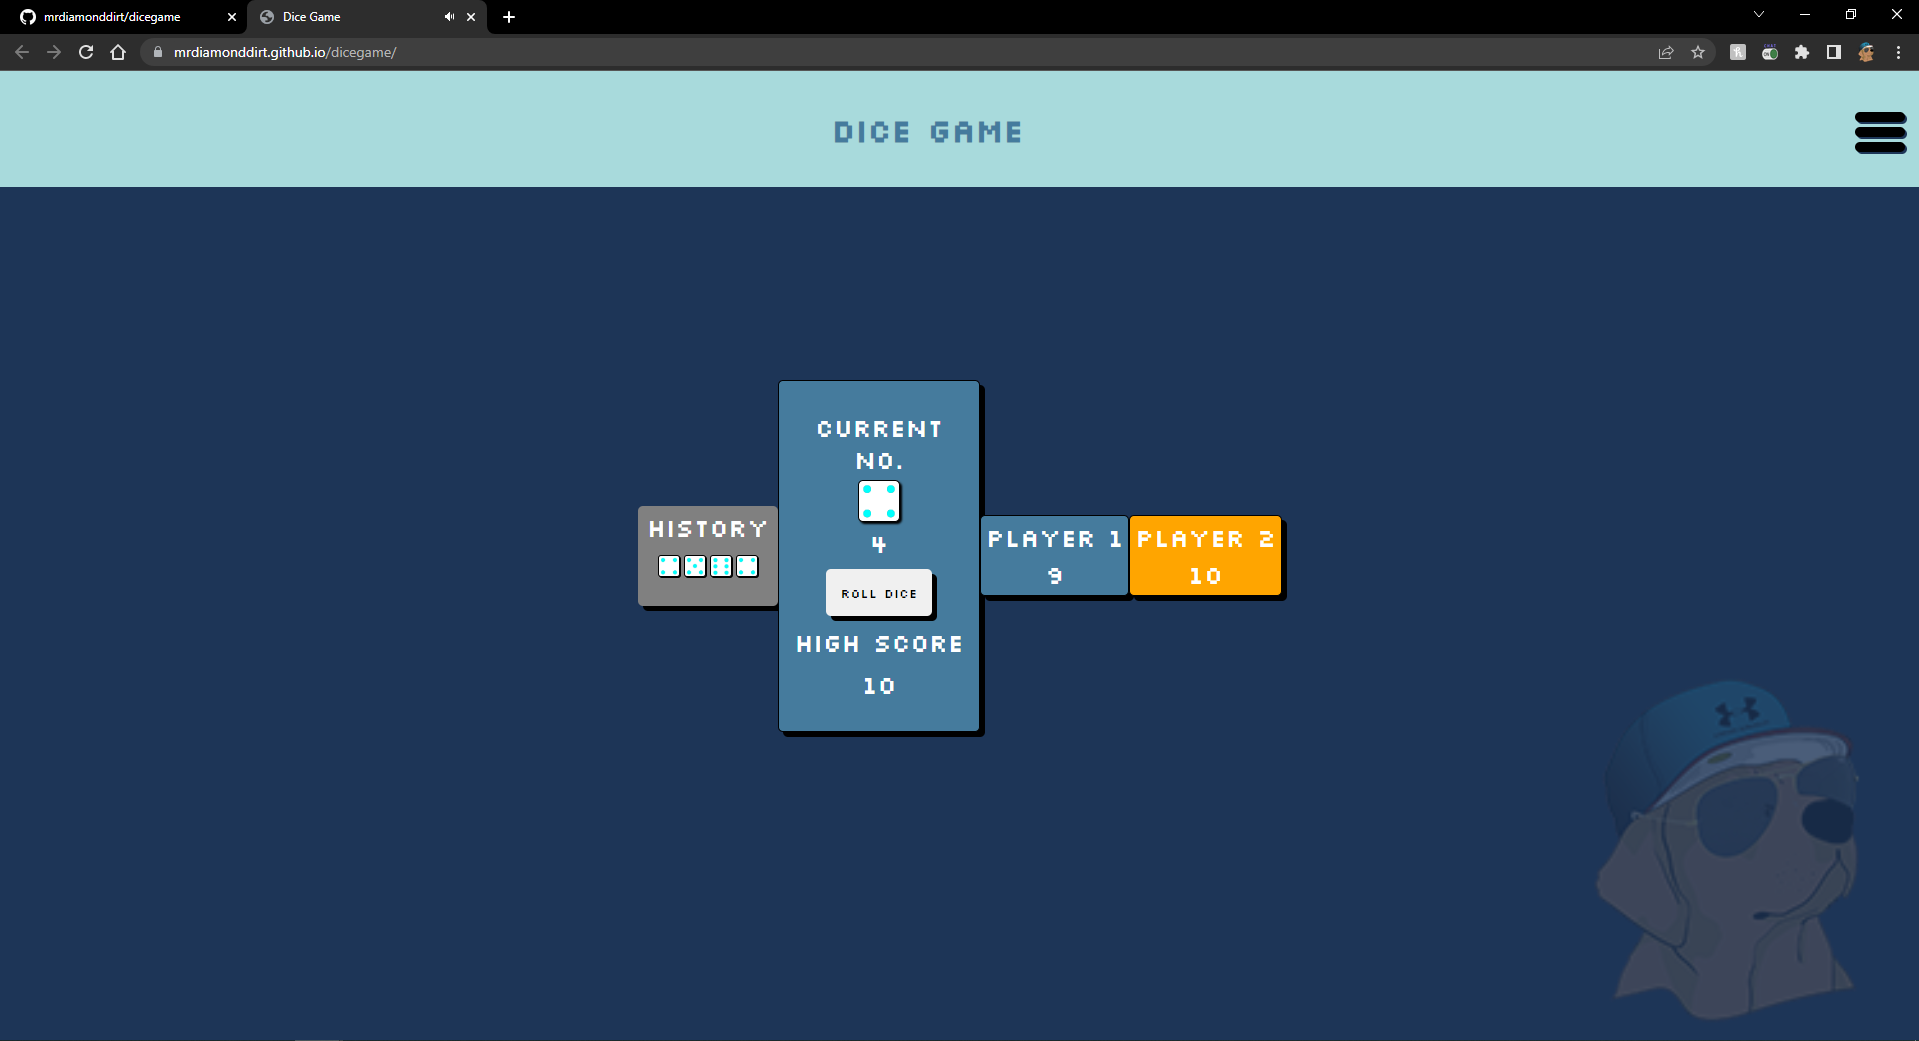 mrdiamonddirt/dicegame
Dice Game
mrdiamonddirt.github.io/dicegame/
DICE GAME
HISTORY
CURRENT
NO.
4
ROLL DICE
HIGH SCORE
10
PLAYER 1
9
PLAYER 2
10